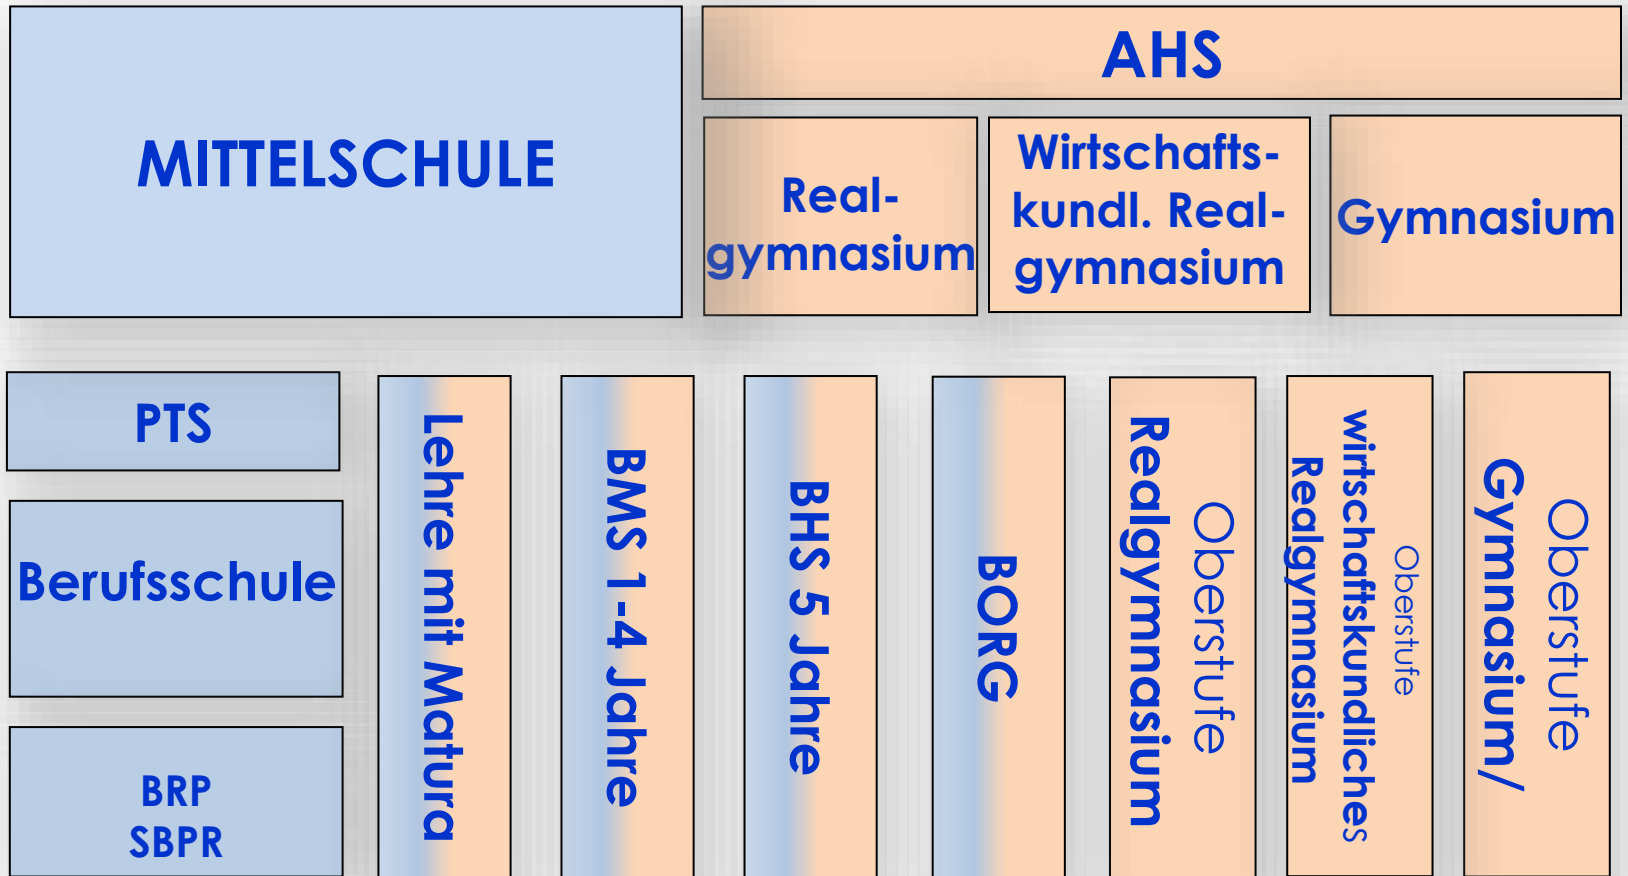 MITTELSCHULE
AHS
Real-
gymnasium
Wirtschafts-
kundl. Real-
gymnasium
Gymnasium
PTS
Berufsschule
BRP
SBPR
Lehre mit Matura
BMS 1-4 Jahre
BHS 5 Jahre
BORG
Oberstufe
Realgymnasium
Oberstufe
wirtschaftskundliches
Realgymnasium
Oberstufe
Gymnasium/